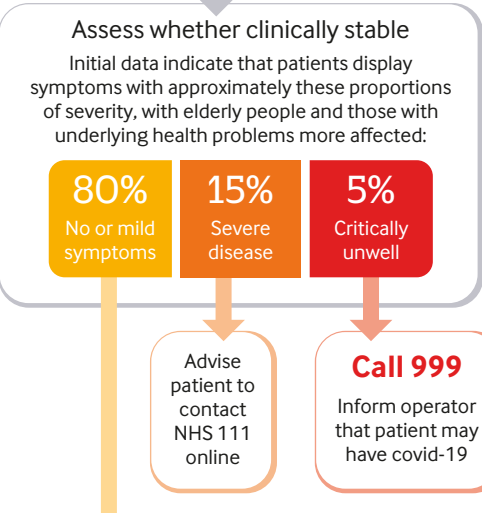 Assess whether clinically stable
Initial data indicate that patients display
symptoms with approximately these proportions
of severity, with elderly people and those with
underlying health problems more affected:
80%
No or mild
symptoms
15%
Severe
disease
5%
Critically
unwell
Advise
patient to
contact
NHS 111
online
Call 999
Inform operator
that patient may
have covid-19